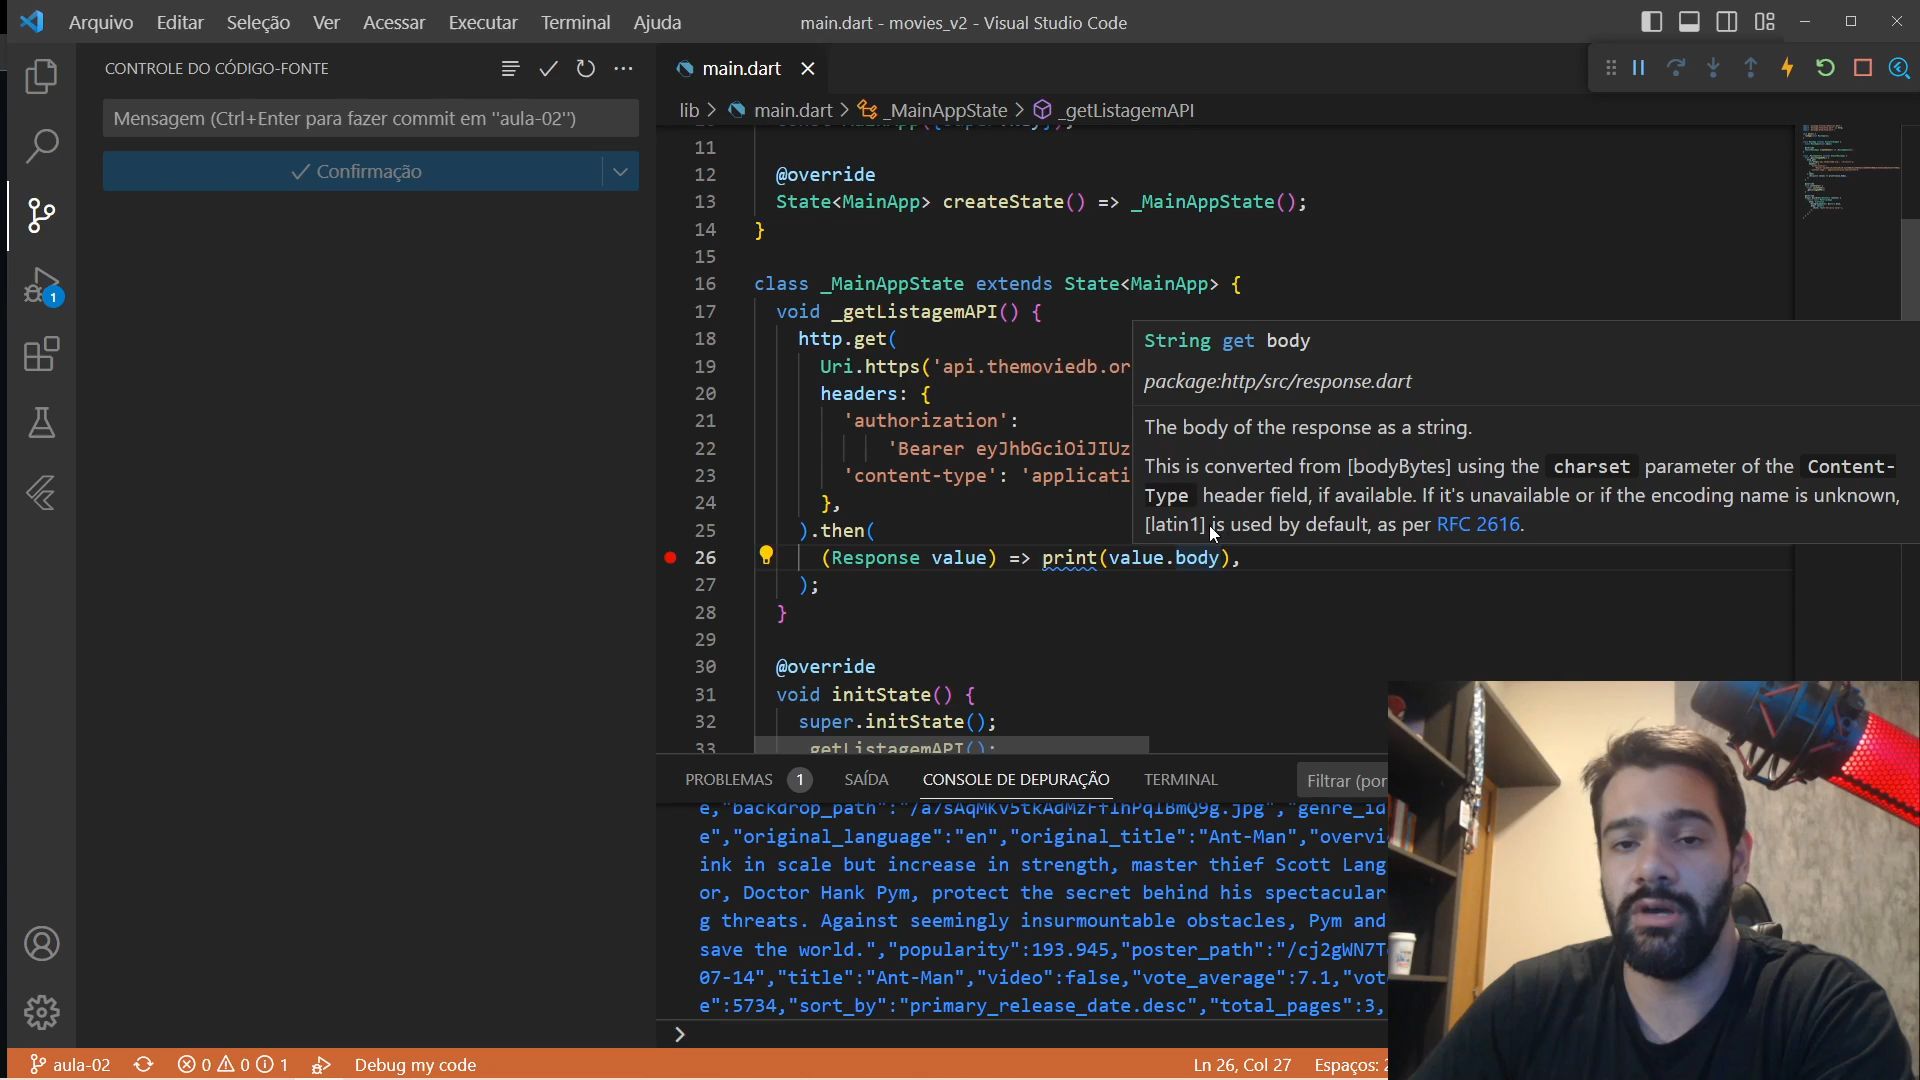 Arquivo Editar Seleção Ver Acessar Executar Terminal Ajuda
main.dart - movies_v2 - Visual Studio Code
CONTROLE DO CÓDIGO-FONTE
Mensagem (Ctrl+Enter para fazer commit em "aula-02")
Confirmação
1
main.dart
lib > main.dart > _MainAppState > _getListagemAPI
11
12 @override
13 State<MainApp> createState() => _MainAppState();
14 }
15
16 class _MainAppState extends State<MainApp> {
17 void _getListagemAPI() {
18 http.get(
19 Uri.https('api.themoviedb.or
20 headers: {
21 'authorization':
22 'Bearer eyJhbGciOiJIUz
23 'content-type': 'applicati
24 },
25 ).then(
26 (Response value) => print(value.body),
27 );
28 }
29
30 @override
31 void initState() {
32 super.initState();
33 _getListagemAPI();
String get body
package:http/src/response.dart
The body of the response as a string.
This is converted from [bodyBytes] using the charset parameter of the Content-
Type header field, if available. If it's unavailable or if the encoding name is unknown,
[latin1] is used by default, as per RFC 2616.
PROBLEMAS 1 SAÍDA CONSOLE DE DEPURAÇÃO TERMINAL Filtrar (por
e","original_language":"en","original_title":"Ant-Man","overvi
ink in scale but increase in strength, master thief Scott Lang
or, Doctor Hank Pym, protect the secret behind his spectacular
g threats. Against seemingly insurmountable obstacles, Pym and
save the world.","popularity":193.945,"poster_path":"/cj2gWN7T
07-14","title":"Ant-Man","video":false,"vote_average":7.1,"vot
e":5734,"sort_by":"primary_release_date.desc","total_pages":3,
>
aula-02 0 0 1 Debug my code Ln 26, Col 27 Espaços: 2